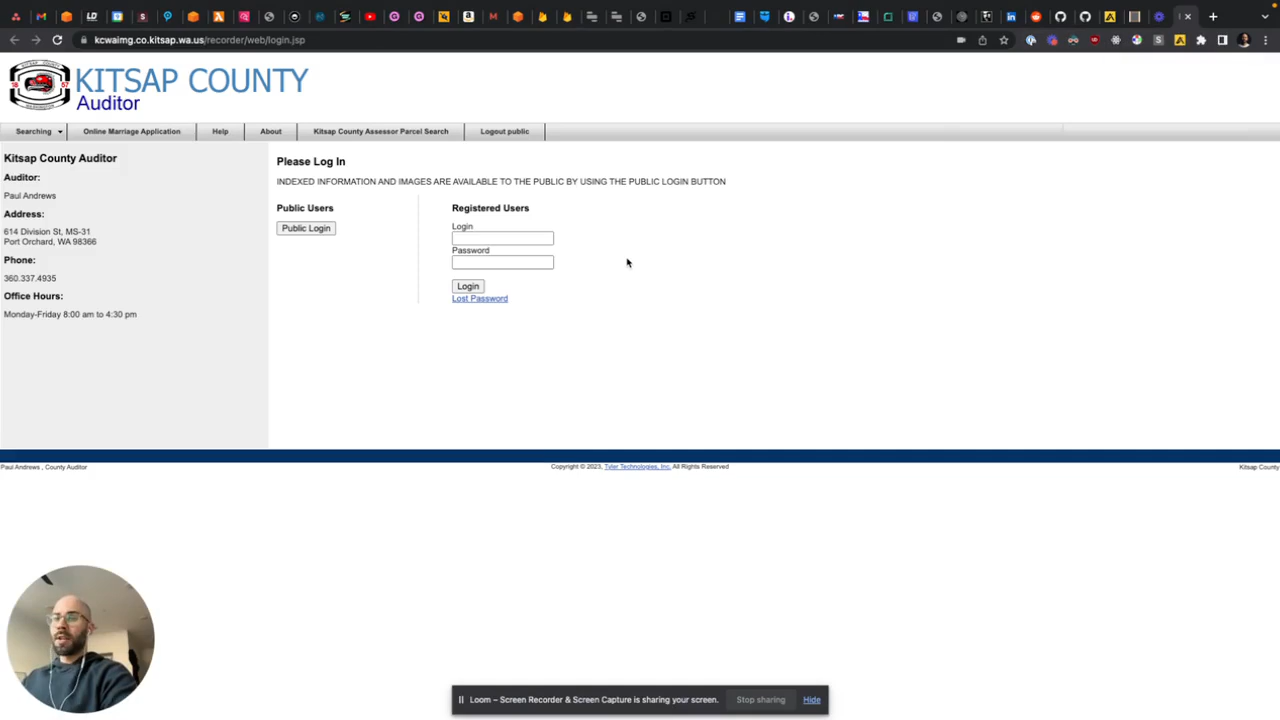 kcwaimg.co.kitsap.wa.us/recorder/web/login.jsp
18 57
KITSAP COUNTY
Auditor
Searching
Online Marriage Application
Help
About
Kitsap County Assessor Parcel Search
Logout public
Kitsap County Auditor
Auditor:
Paul Andrews
Address:
614 Division St, MS-31
Port Orchard, WA 98366
Phone:
360.337.4935
Office Hours:
Monday-Friday 8:00 am to 4:30 pm
Please Log In
INDEXED INFORMATION AND IMAGES ARE AVAILABLE TO THE PUBLIC BY USING THE PUBLIC LOGIN BUTTON
Public Users
Public Login
Registered Users
Login
Password
Login
Lost Password
Paul Andrews , County Auditor
Copyright © 2023, Tyler Technologies, Inc. All Rights Reserved
Kitsap County
Loom – Screen Recorder & Screen Capture is sharing your screen.
Stop sharing
Hide